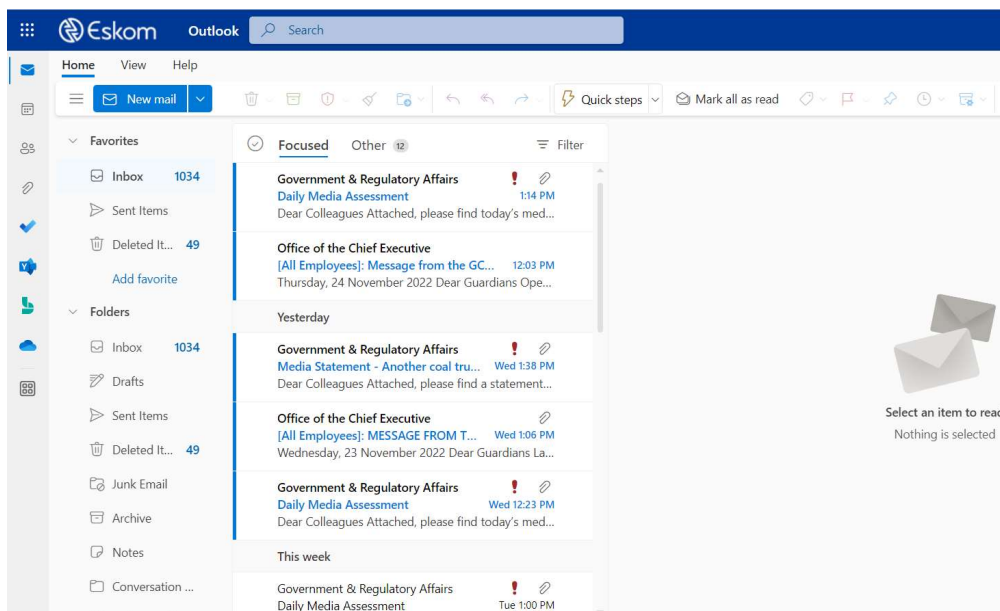 Eskom Outlook Search
Home View Help
New mail Quick steps Mark all as read
Favorites
Inbox 1034
Sent Items
Deleted It... 49
Add favorite
Folders
Inbox 1034
Drafts
Sent Items
Deleted It... 49
Junk Email
Archive
Notes
Conversation ...
Focused Other 12 Filter
Government & Regulatory Affairs
Daily Media Assessment 1:14 PM
Dear Colleagues Attached, please find today's med...
Office of the Chief Executive
[All Employees]: Message from the GC... 12:03 PM
Thursday, 24 November 2022 Dear Guardians Ope...
Yesterday
Government & Regulatory Affairs
Media Statement - Another coal tru... Wed 1:38 PM
Dear Colleagues Attached, please find a statement...
Office of the Chief Executive
[All Employees]: MESSAGE FROM T... Wed 1:06 PM
Wednesday, 23 November 2022 Dear Guardians La...
Government & Regulatory Affairs
Daily Media Assessment Wed 12:23 PM
Dear Colleagues Attached, please find today's med...
This week
Government & Regulatory Affairs
Daily Media Assessment Tue 1:00 PM
Select an item to read
Nothing is selected